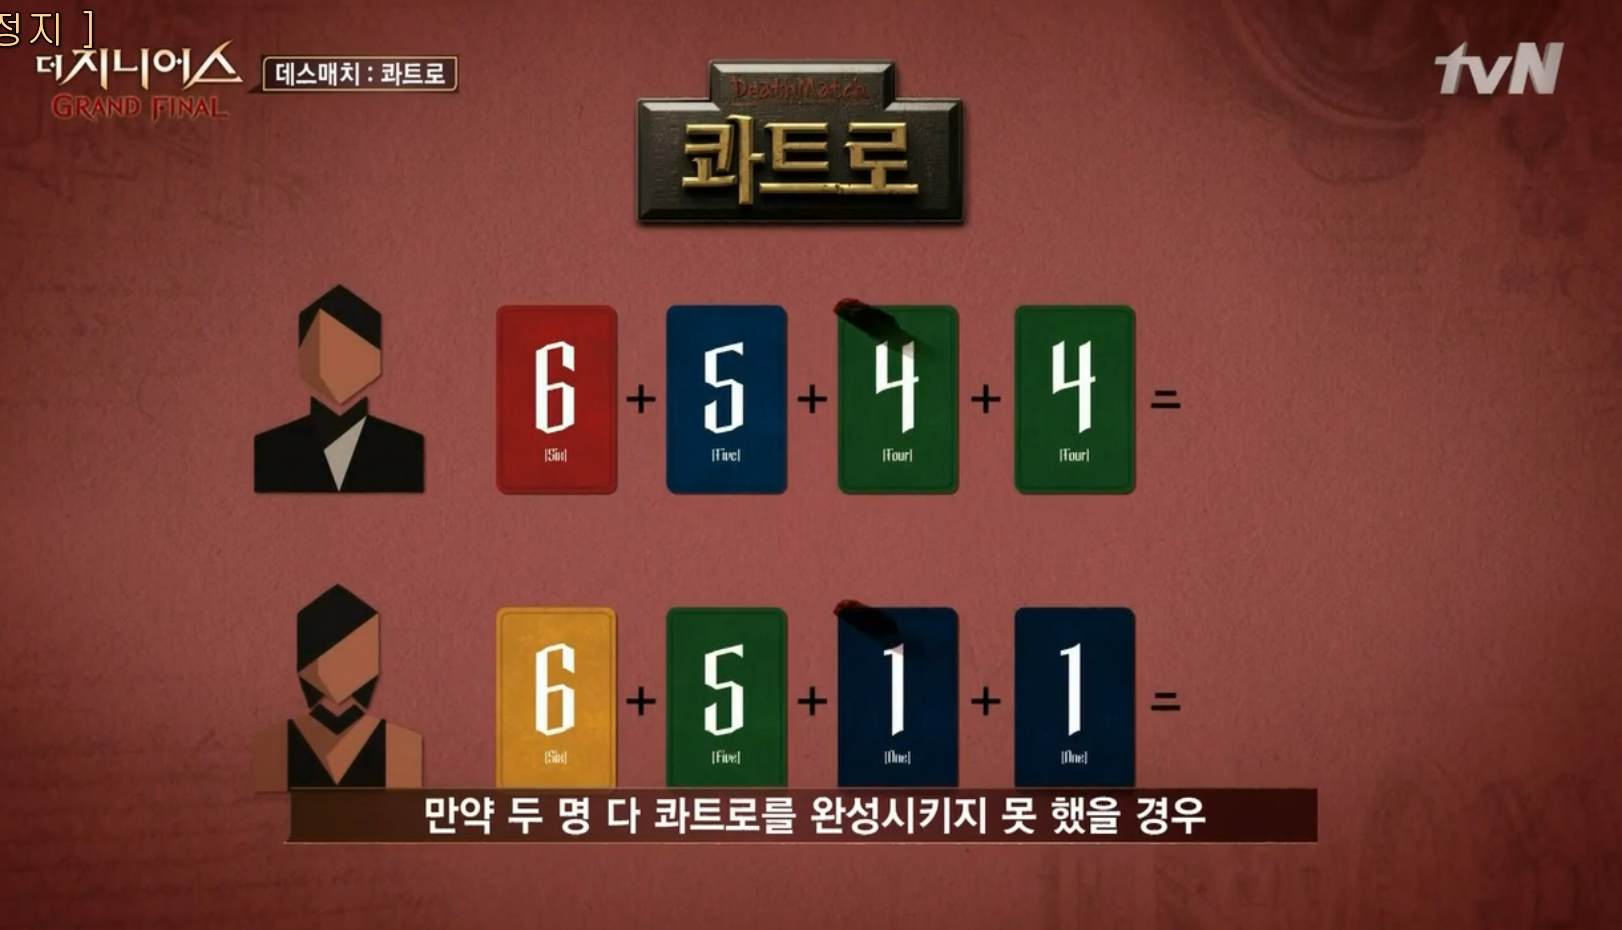 정지 ]
더 지니어스
GRAND FINAL
데스매치 : 콰트로
tvN
DeathMatch
콰트로
6 + 5 + 4 + 4 =
[Six] [Five] [Four] [Four]
6 + 5 + 1 + 1 =
[Six] [Five] [One] [One]
만약 두 명 다 콰트로를 완성시키지 못 했을 경우